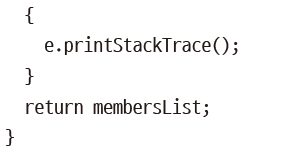 {
e.printStackTrace();
}
return membersList;
}